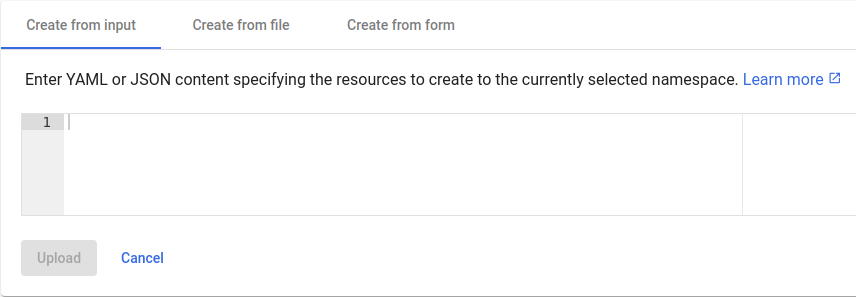 Create from input Create from file Create from form
Enter YAML or JSON content specifying the resources to create to the currently selected namespace. Learn more
1
Upload Cancel